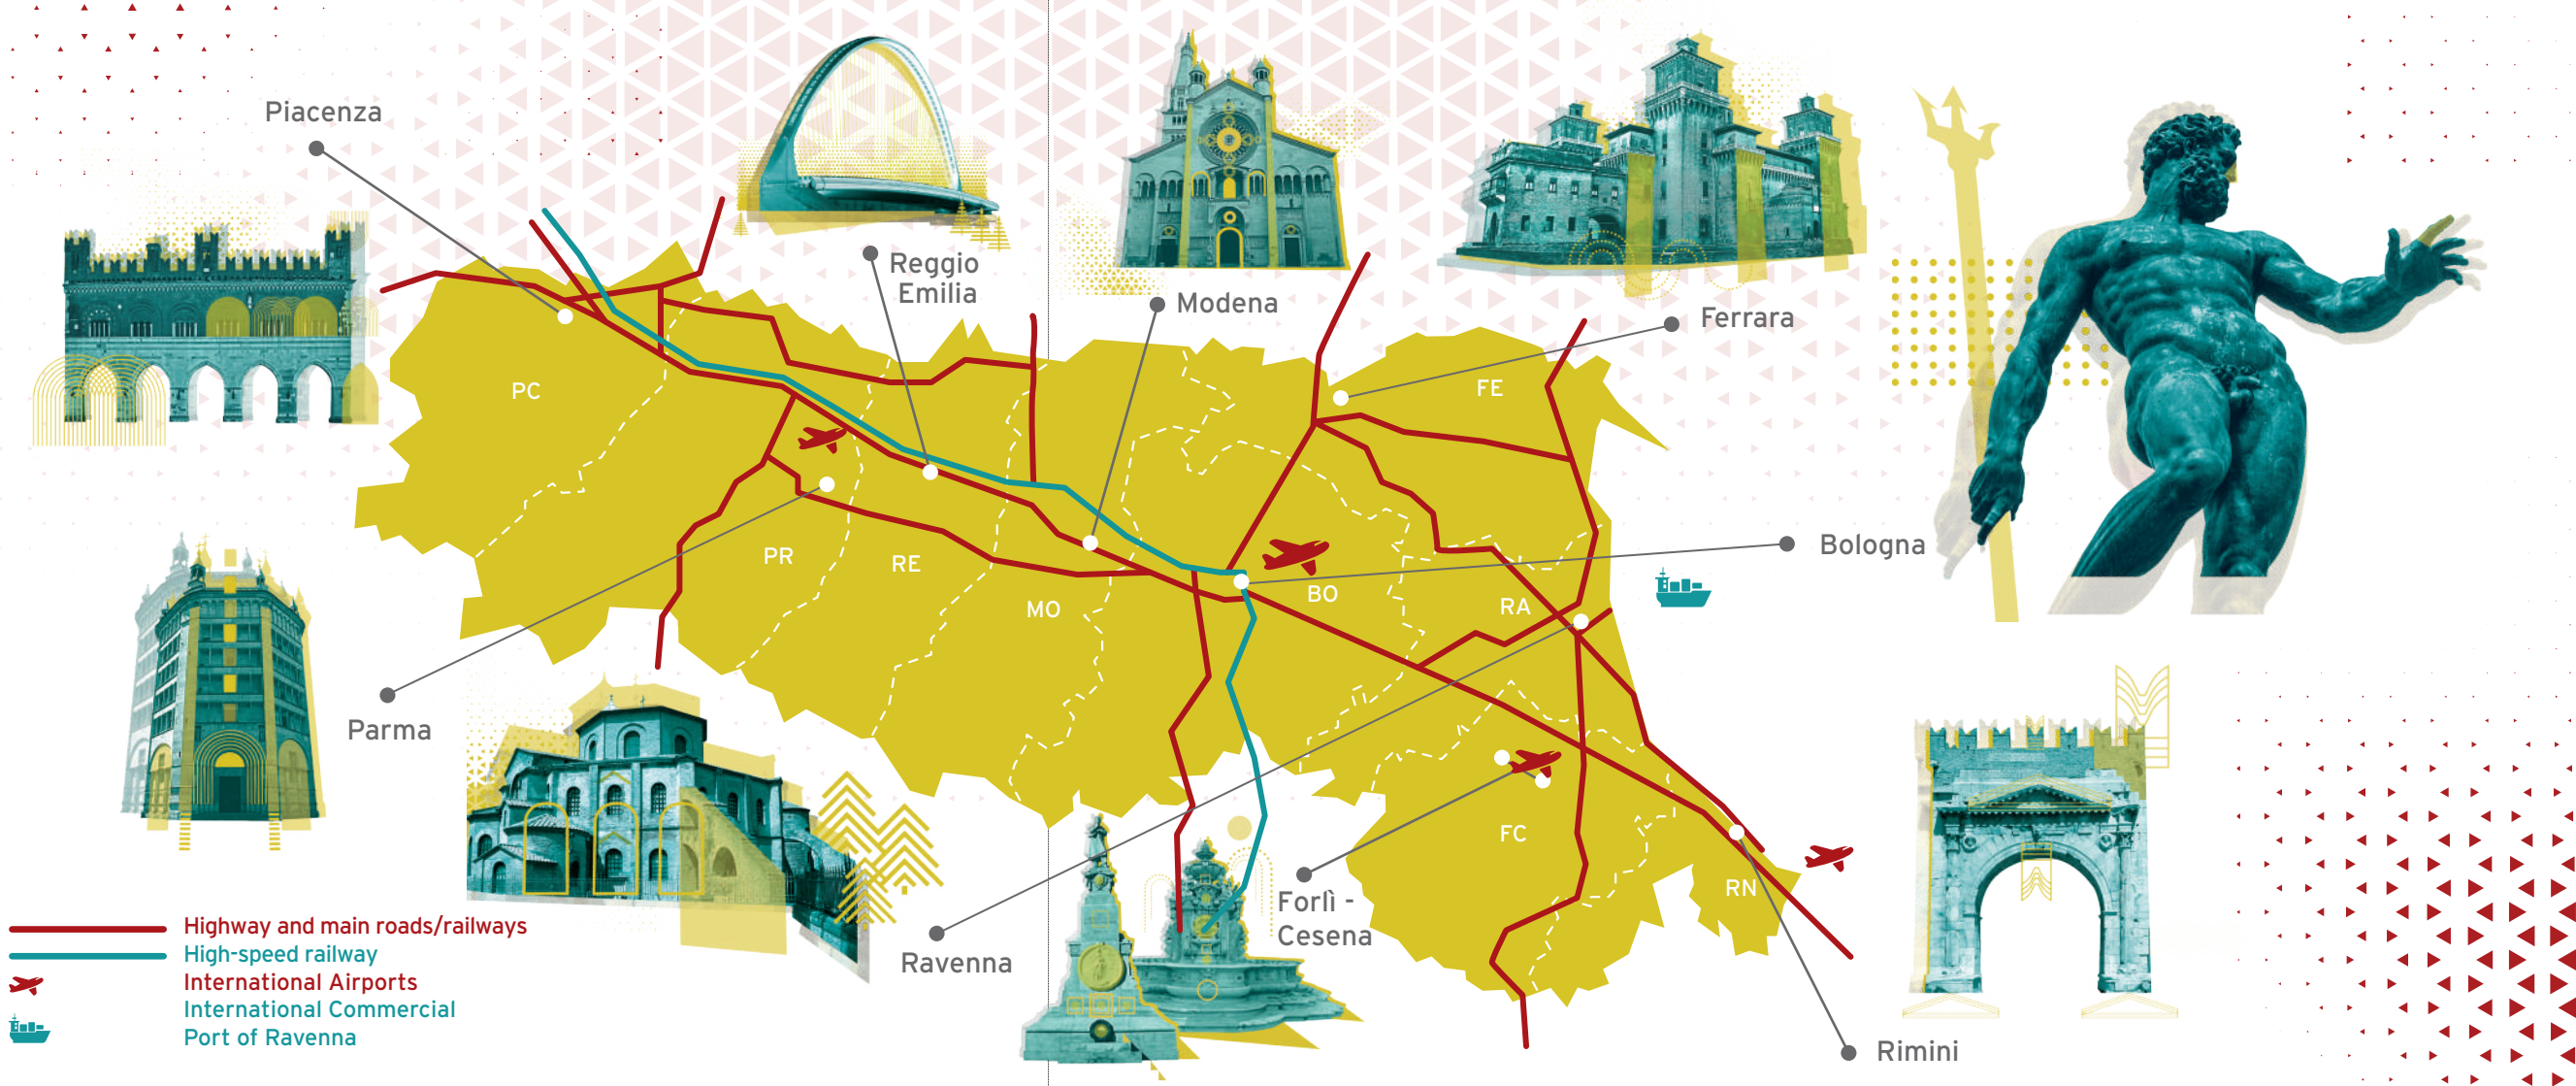 Piacenza
Reggio
Emilia
Modena
Ferrara
PC
FE
Bologna
PR
RE
MO
BO
RA
Parma
FC
RN
Forlì -
Cesena
Ravenna
Rimini
Highway and main roads/railways
High-speed railway
International Airports
International Commercial
Port of Ravenna